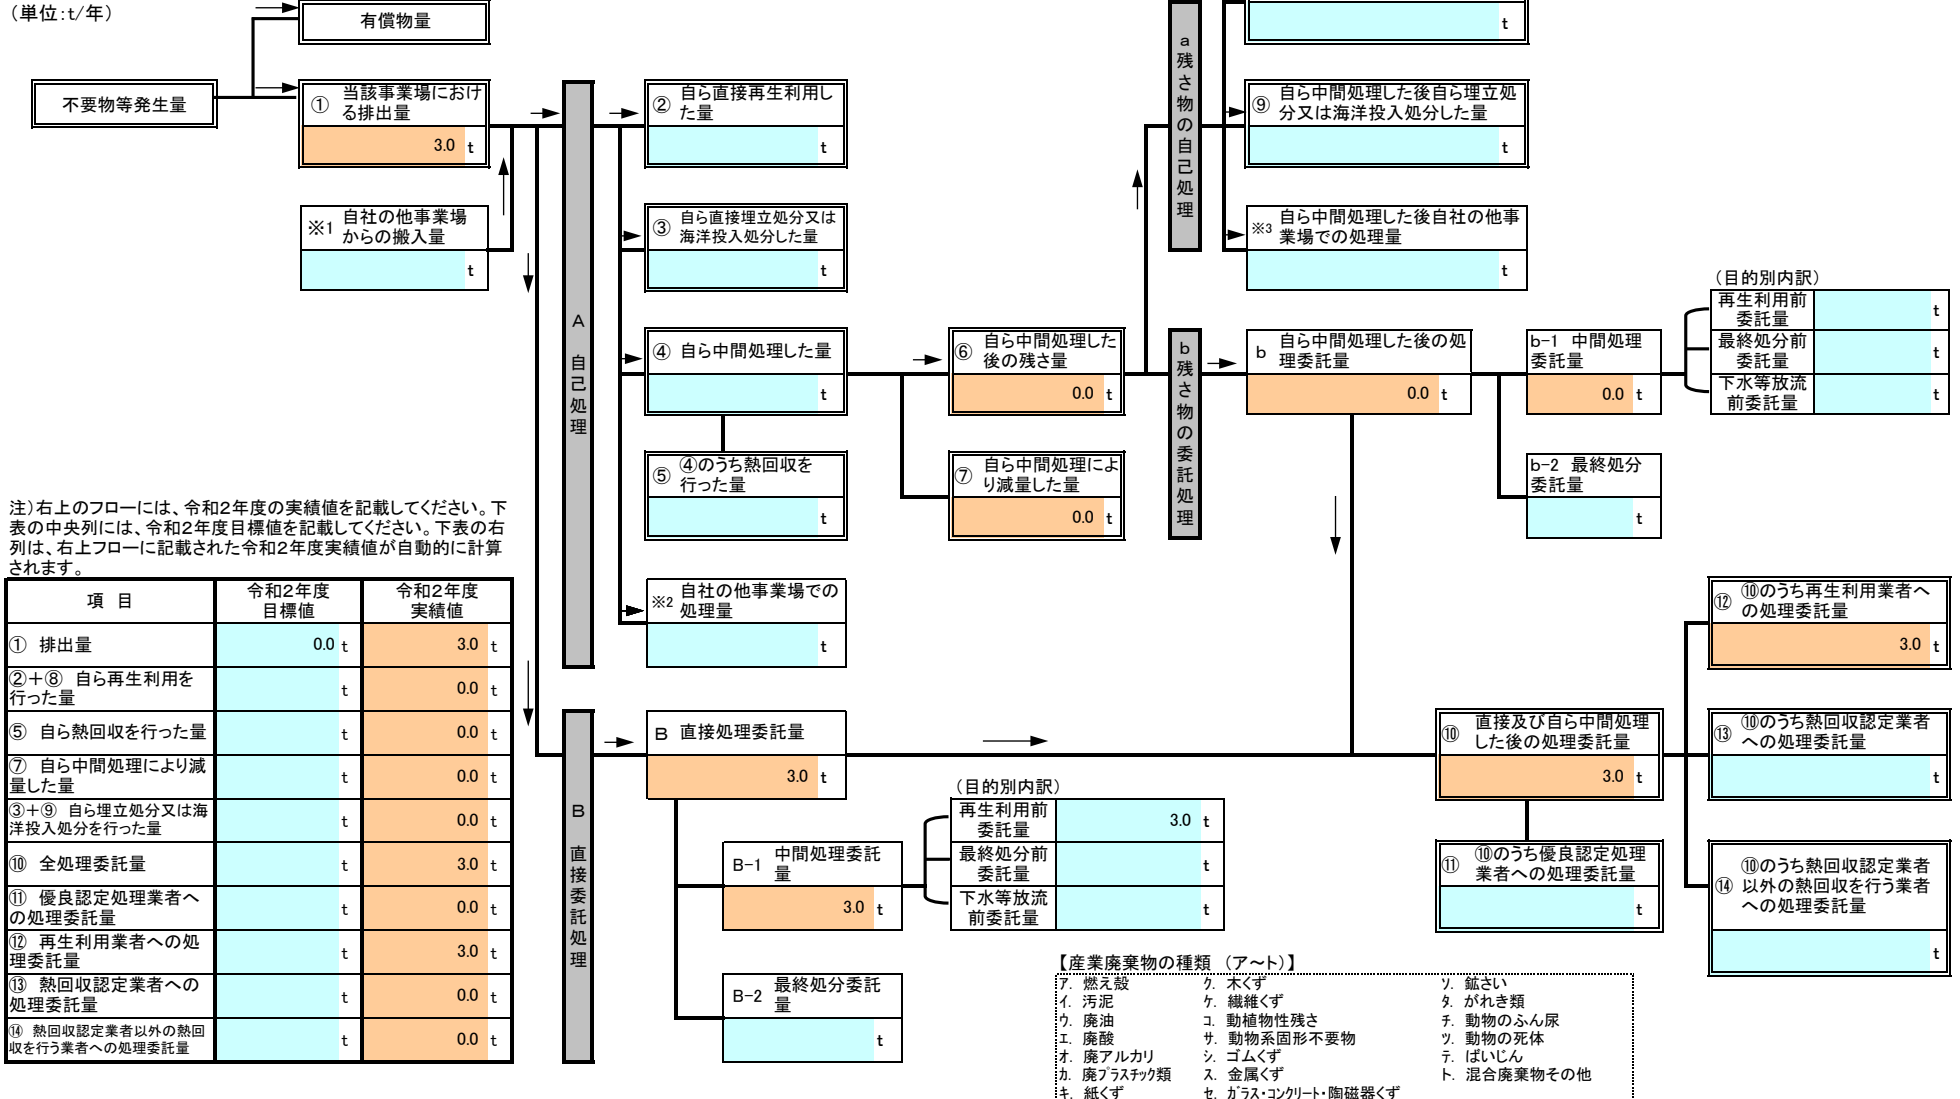 （単位：t/年）
有償物量
不要物等発生量
① 当該事業場におけ
る排出量
3.0 t
※1 自社の他事業場
からの搬入量
t
A 自己処理
② 自ら直接再生利用し
た量
t
③ 自ら直接埋立処分又は
海洋投入処分した量
t
④ 自ら中間処理した量
t
⑤ ④のうち熱回収を
行った量
t
※2 自社の他事業場での
処理量
t
⑥ 自ら中間処理した
後の残さ量
0.0 t
⑦ 自ら中間処理によ
り減量した量
0.0 t
a 残さ物の自己処理
t
⑨ 自ら中間処理した後自ら埋立処
分又は海洋投入処分した量
t
※3 自ら中間処理した後自社の他事
業場での処理量
t
b 残さ物の委託処理
b 自ら中間処理した後の処
理委託量
0.0 t
b-1 中間処理
委託量
0.0 t
b-2 最終処分
委託量
t
（目的別内訳）
再生利用前
委託量
t
最終処分前
委託量
t
下水等放流
前委託量
t
注）右上のフローには、令和２年度の実績値を記載してください。下
表の中央列には、令和２年度目標値を記載してください。下表の右
列は、右上フローに記載された令和２年度実績値が自動的に計算
されます。
項 目
令和２年度
目標値
令和２年度
実績値
① 排出量 0.0 t 3.0 t
②＋⑧ 自ら再生利用を
行った量
t 0.0 t
⑤ 自ら熱回収を行った量 t 0.0 t
⑦ 自ら中間処理により減
量した量
t 0.0 t
③＋⑨ 自ら埋立処分又は海
洋投入処分を行った量
t 0.0 t
⑩ 全処理委託量 t 3.0 t
⑪ 優良認定処理業者へ
の処理委託量
t 0.0 t
⑫ 再生利用業者への処
理委託量
t 3.0 t
⑬ 熱回収認定業者への
処理委託量
t 0.0 t
⑭ 熱回収認定業者以外の熱回
収を行う業者への処理委託量
t 0.0 t
B 直接委託処理
B 直接処理委託量
3.0 t
B-1 中間処理委託
量
3.0 t
B-2 最終処分委託
量
t
（目的別内訳）
再生利用前
委託量
3.0 t
最終処分前
委託量
t
下水等放流
前委託量
t
⑩ 直接及び自ら中間処理
した後の処理委託量
3.0 t
⑪ ⑩のうち優良認定処理
業者への処理委託量
t
⑫ ⑩のうち再生利用業者へ
の処理委託量
3.0 t
⑬ ⑩のうち熱回収認定業者
への処理委託量
t
⑭ ⑩のうち熱回収認定業者
以外の熱回収を行う業者
への処理委託量
t
【産業廃棄物の種類 （ア～ト）】
ア. 燃え殻 ク. 木くず ソ. 鉱さい
イ. 汚泥 ケ. 繊維くず タ. がれき類
ウ. 廃油 コ. 動植物性残さ チ. 動物のふん尿
エ. 廃酸 サ. 動物系固形不要物 ツ. 動物の死体
オ. 廃アルカリ シ. ゴムくず テ. ばいじん
カ. 廃プラスチック類 ス. 金属くず ト. 混合廃棄物その他
キ. 紙くず セ. ガラス・コンクリート・陶磁器くず